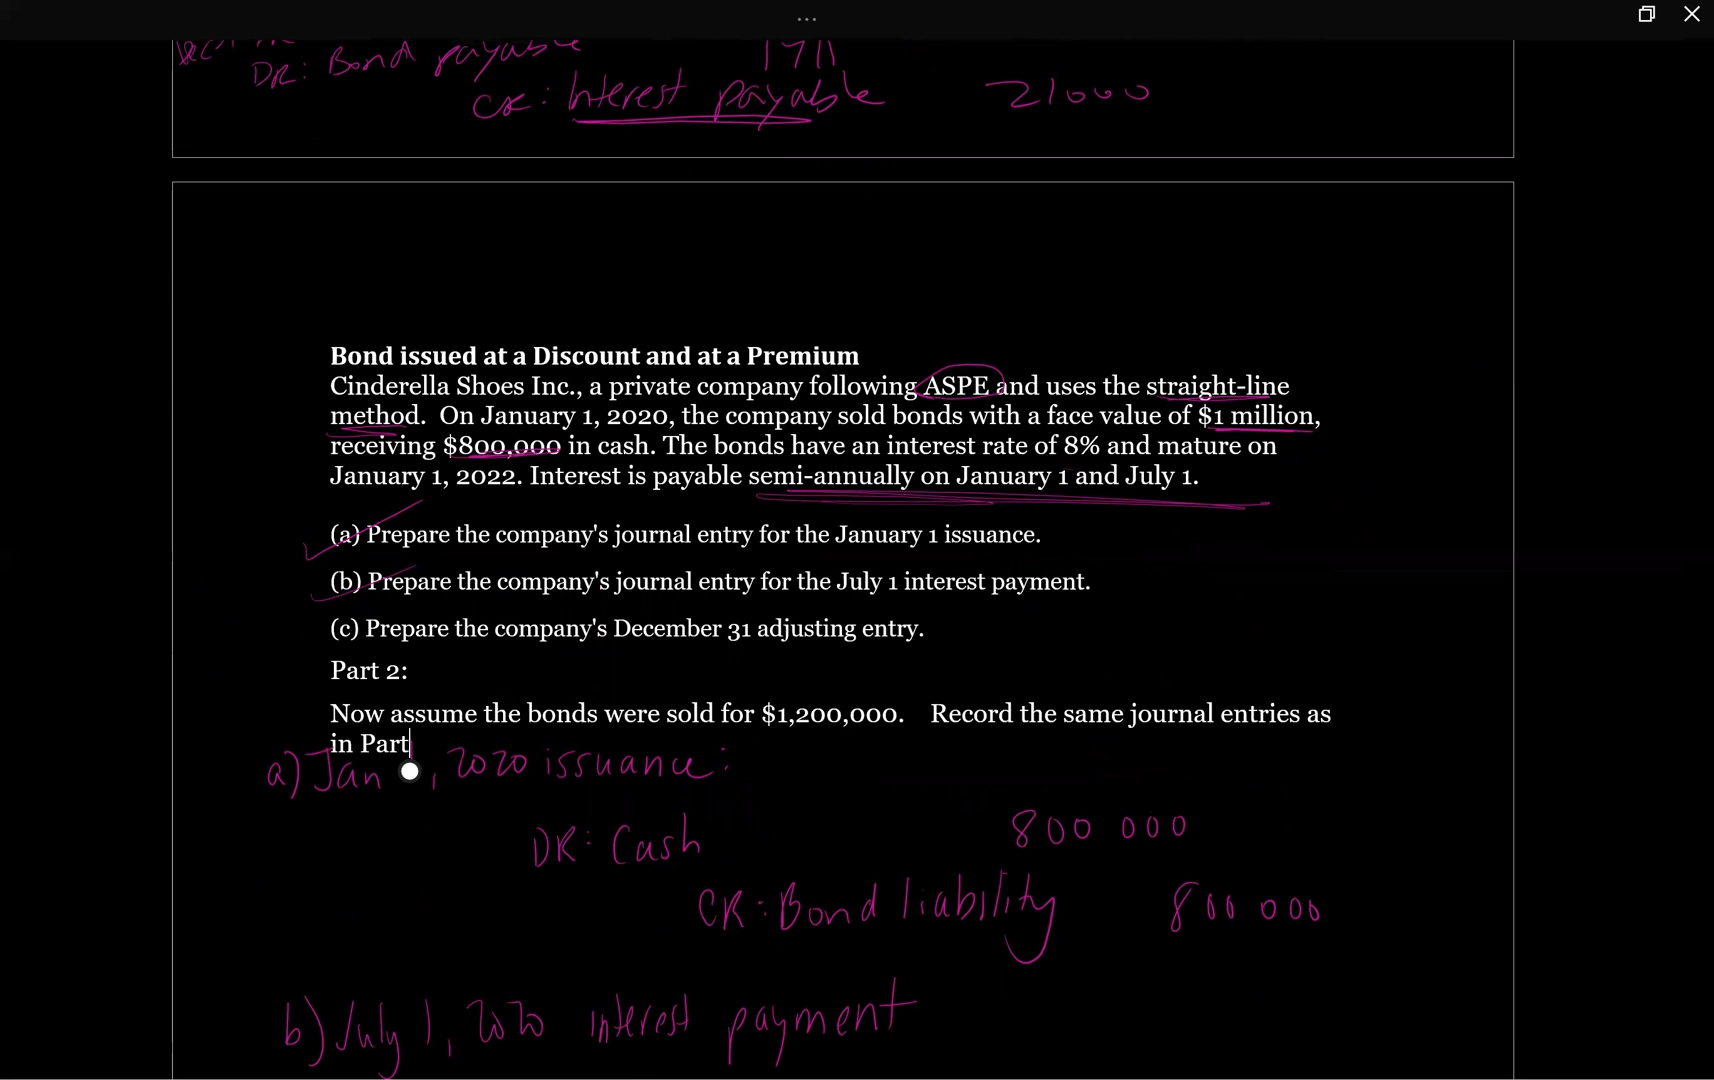 DR: Bond payable 1711
CR: Interest payable 21000
Bond issued at a Discount and at a Premium
Cinderella Shoes Inc., a private company following ASPE and uses the straight-line
method. On January 1, 2020, the company sold bonds with a face value of $1 million,
receiving $800,000 in cash. The bonds have an interest rate of 8% and mature on
January 1, 2022. Interest is payable semi-annually on January 1 and July 1.
(a) Prepare the company's journal entry for the January 1 issuance.
(b) Prepare the company's journal entry for the July 1 interest payment.
(c) Prepare the company's December 31 adjusting entry.
Part 2:
Now assume the bonds were sold for $1,200,000. Record the same journal entries as
in Part
a) Jan 1, 2020 issuance:
DR: Cash 800 000
CR: Bond liability 800 000
b) July 1, 2020 interest payment